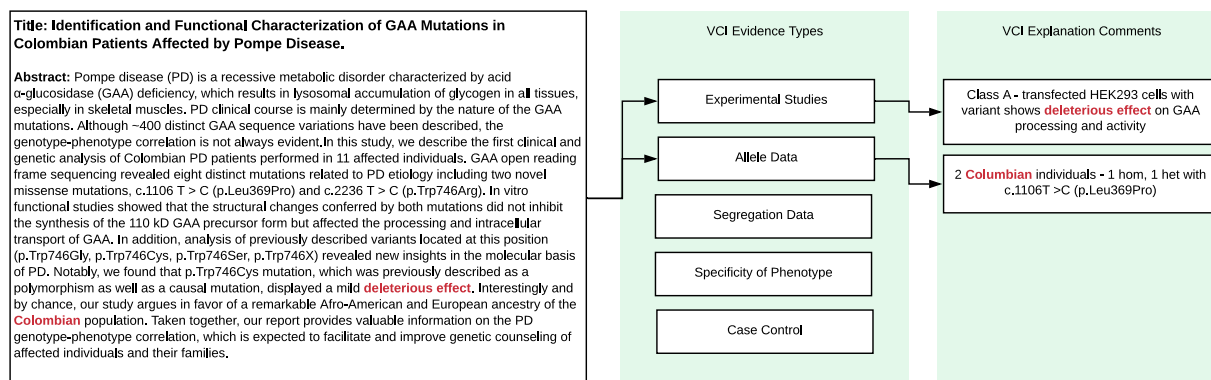 Title: Identification and Functional Characterization of GAA Mutations in
Colombian Patients Affected by Pompe Disease.
Abstract: Pompe disease (PD) is a recessive metabolic disorder characterized by acid
α-glucosidase (GAA) deficiency, which results in lysosomal accumulation of glycogen in all tissues,
especially in skeletal muscles. PD clinical course is mainly determined by the nature of the GAA
mutations. Although ~400 distinct GAA sequence variations have been described, the
genotype-phenotype correlation is not always evident.In this study, we describe the first clinical and
genetic analysis of Colombian PD patients performed in 11 affected individuals. GAA open reading
frame sequencing revealed eight distinct mutations related to PD etiology including two novel
missense mutations, c.1106 T > C (p.Leu369Pro) and c.2236 T > C (p.Trp746Arg). In vitro
functional studies showed that the structural changes conferred by both mutations did not inhibit
the synthesis of the 110 kD GAA precursor form but affected the processing and intracellular
transport of GAA. In addition, analysis of previously described variants located at this position
(p.Trp746Gly, p.Trp746Cys, p.Trp746Ser, p.Trp746X) revealed new insights in the molecular basis
of PD. Notably, we found that p.Trp746Cys mutation, which was previously described as a
polymorphism as well as a causal mutation, displayed a mild deleterious effect. Interestingly and
by chance, our study argues in favor of a remarkable Afro-American and European ancestry of the
Colombian population. Taken together, our report provides valuable information on the PD
genotype-phenotype correlation, which is expected to facilitate and improve genetic counseling of
affected individuals and their families.
VCI Evidence Types
Experimental Studies
Allele Data
Segregation Data
Specificity of Phenotype
Case Control
VCI Explanation Comments
Class A - transfected HEK293 cells with
variant shows deleterious effect on GAA
processing and activity
2 Columbian individuals - 1 hom, 1 het with
c.1106T >C (p.Leu369Pro)